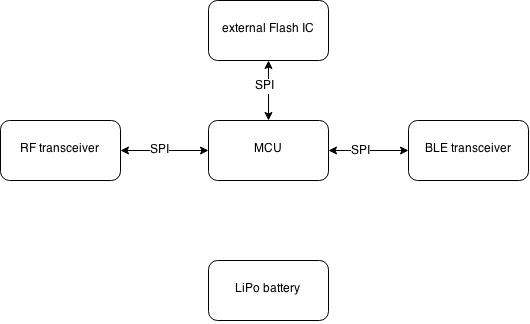 external Flash IC
SPI
RF transceiver
SPI
MCU
SPI
BLE transceiver
LiPo battery